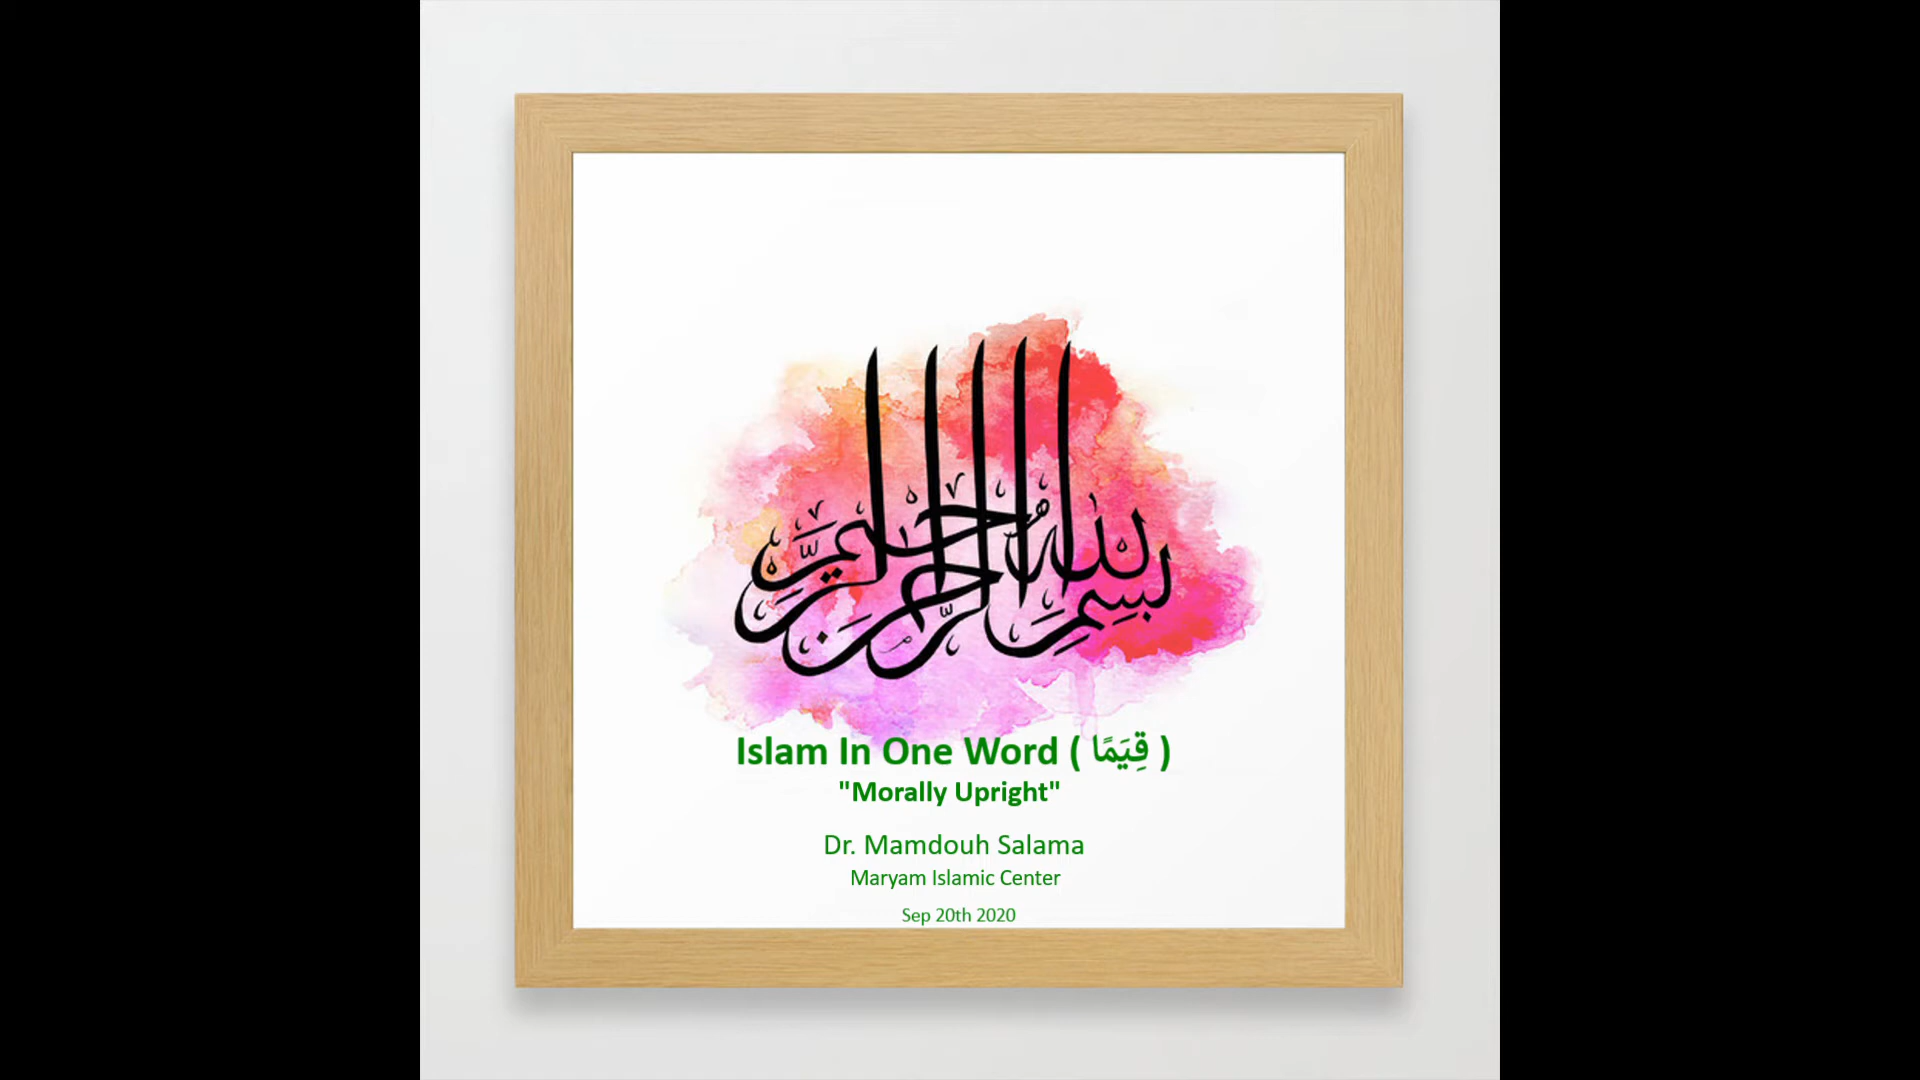 بسم الله الرحمن الرحيم
Islam In One Word ( قِيَمًا )
"Morally Upright"
Dr. Mamdouh Salama
Maryam Islamic Center
Sep 20th 2020